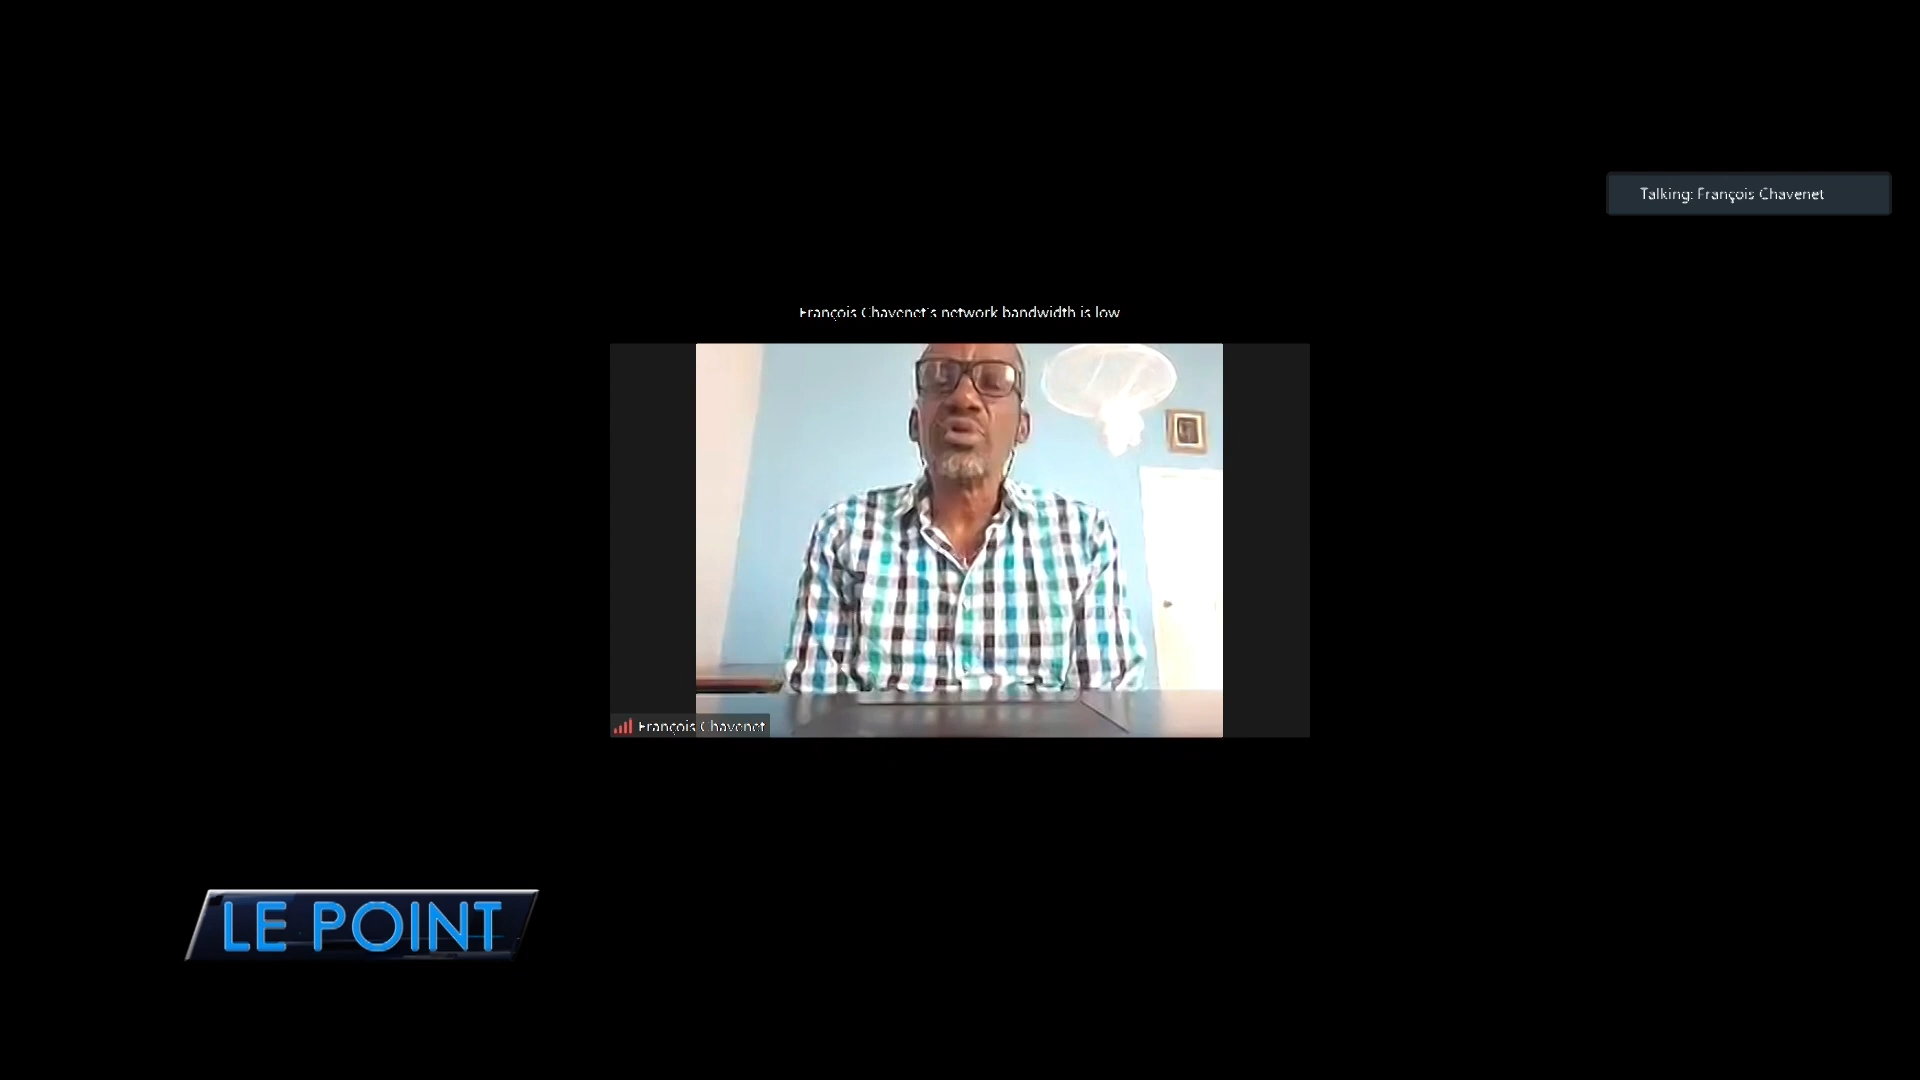 Talking: François Chavenet
François Chavenet's network bandwidth is low
François Chavenet
LE POINT